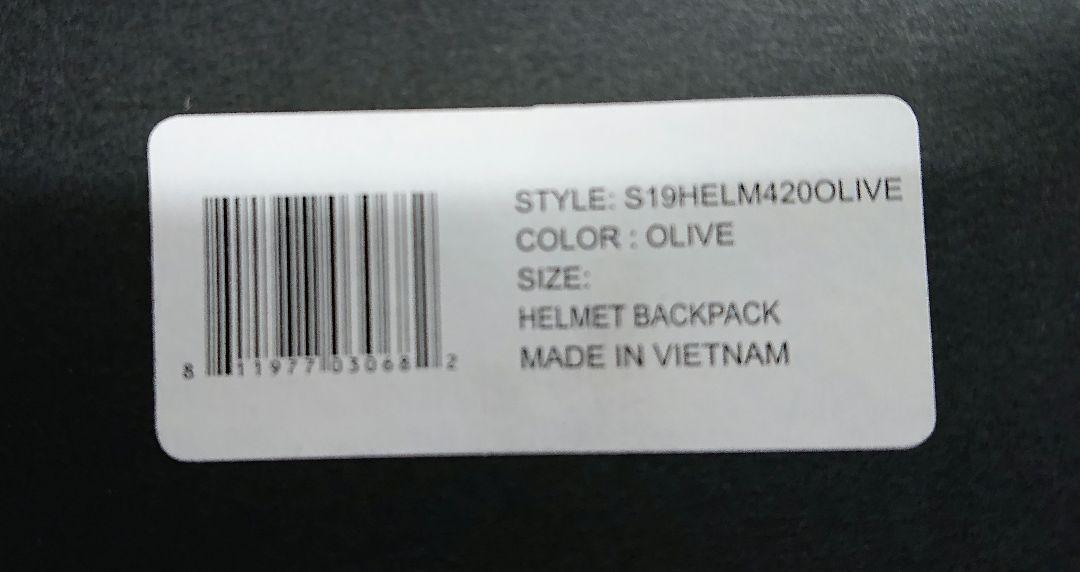 STYLE: S19HELM420OLIVE
COLOR : OLIVE
SIZE:
HELMET BACKPACK
MADE IN VIETNAM
8 11977 03068 2